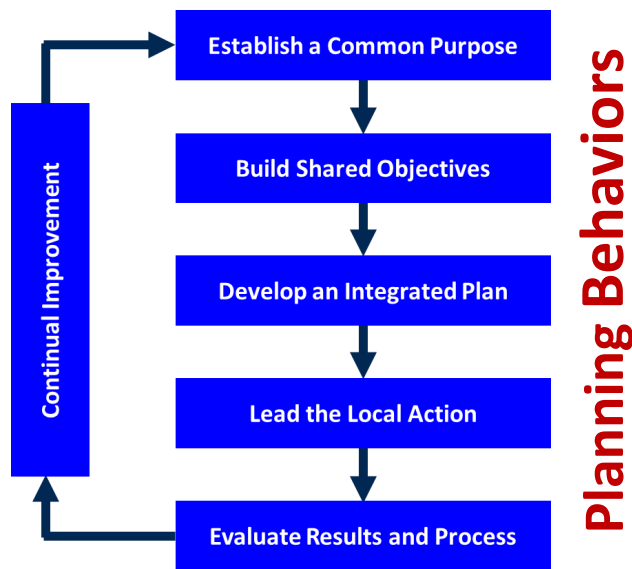 Establish a Common Purpose
Build Shared Objectives
Develop an Integrated Plan
Lead the Local Action
Evaluate Results and Process
Continual Improvement
Planning Behaviors